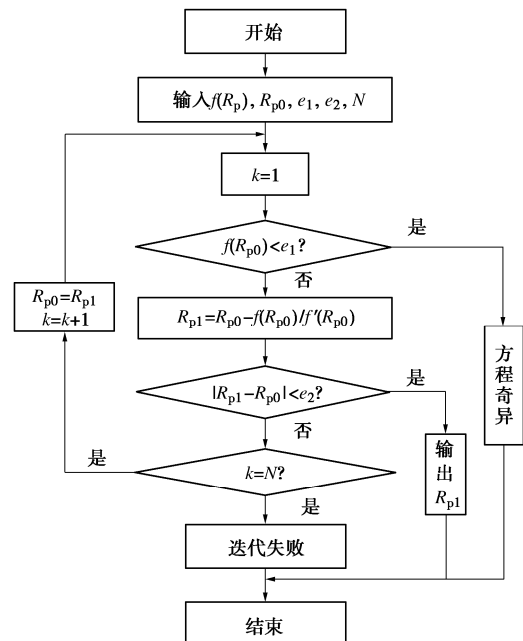 开始
输入f(Rp), Rp0, e1, e2, N
k=1
f(Rp0)<e1?
是
否
Rp0=Rp1
k=k+1
Rp1=Rp0−f(Rp0)/f′(Rp0)
方程奇异
|Rp1−Rp0|<e2?
是
否
输出
Rp1
是
k=N?
是
迭代失败
结束